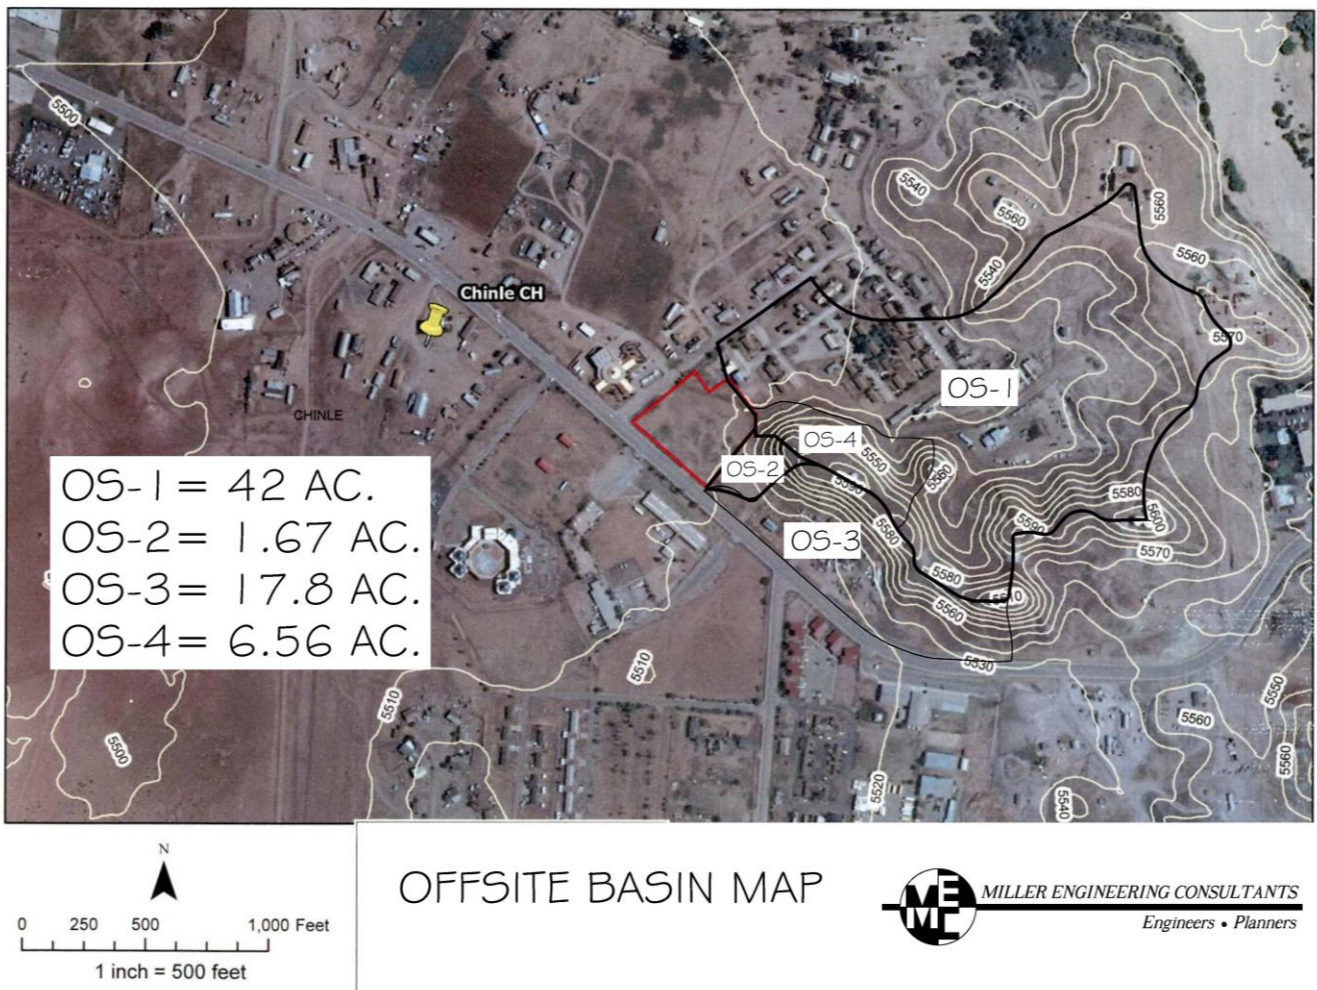 5500
5540
5560
5560
5560
5540
5570
Chinle CH
OS-1
CHINLE
OS-4
OS-2
5550
5560
5590
5580
5590
5600
5580
5570
OS-3
5580
5560
5530
OS-1 = 42 AC.
OS-2 = 1.67 AC.
OS-3 = 17.8 AC.
OS-4 = 6.56 AC.
5510
5510
5500
5520
5560
5550
5560
5540
N
0 250 500 1,000 Feet
1 inch = 500 feet
OFFSITE BASIN MAP
MEMC
MILLER ENGINEERING CONSULTANTS
Engineers • Planners